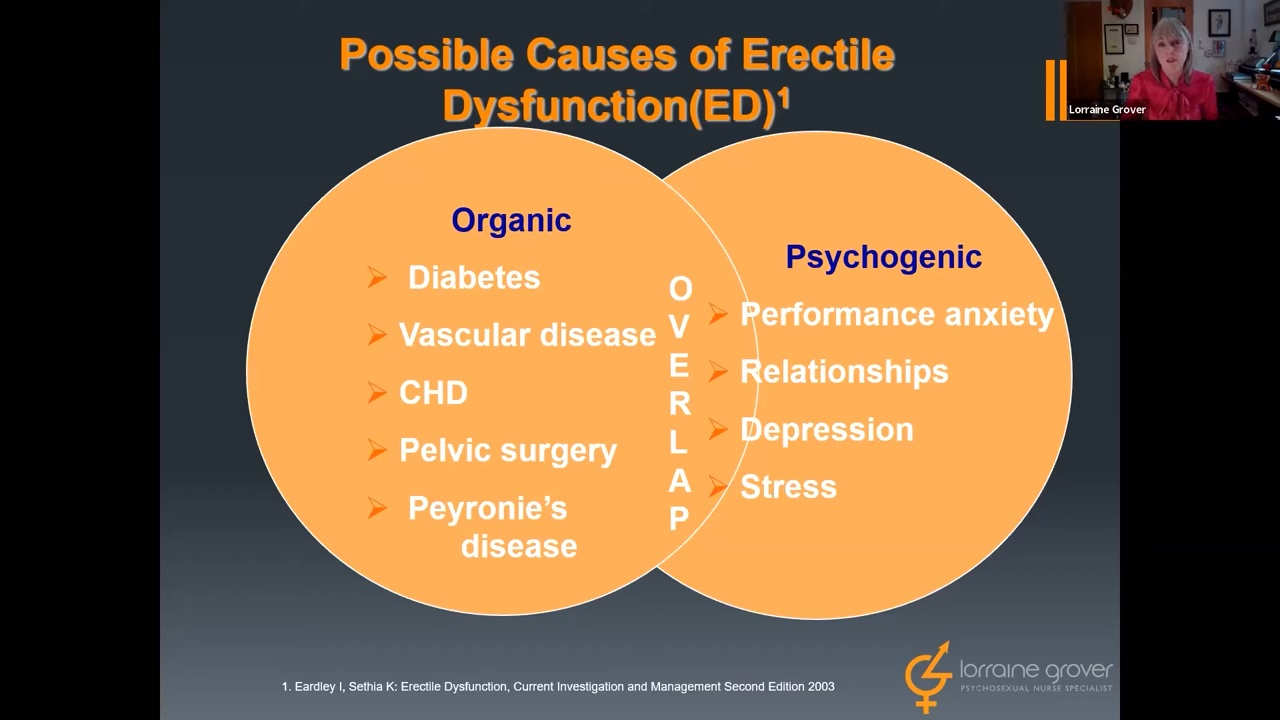 Possible Causes of Erectile
Dysfunction(ED)1
Lorraine Grover
Organic
Diabetes
Vascular disease
CHD
Pelvic surgery
Peyronie’s
disease
OVERLAP
Psychogenic
Performance anxiety
Relationships
Depression
Stress
1. Eardley I, Sethia K: Erectile Dysfunction, Current Investigation and Management Second Edition 2003
lorraine grover
PSYCHOSEXUAL NURSE SPECIALIST